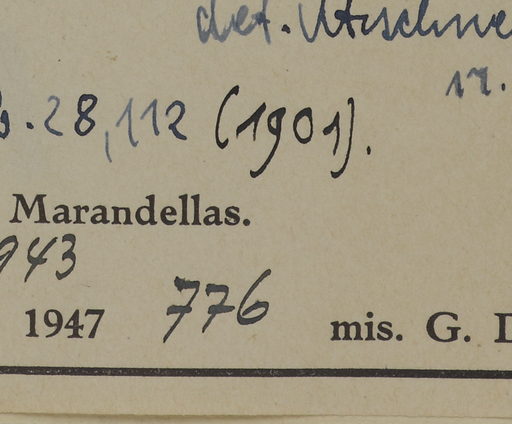 det.
17.
28,112 (1901).
Marandellas.
943
1947 776 mis. G. D